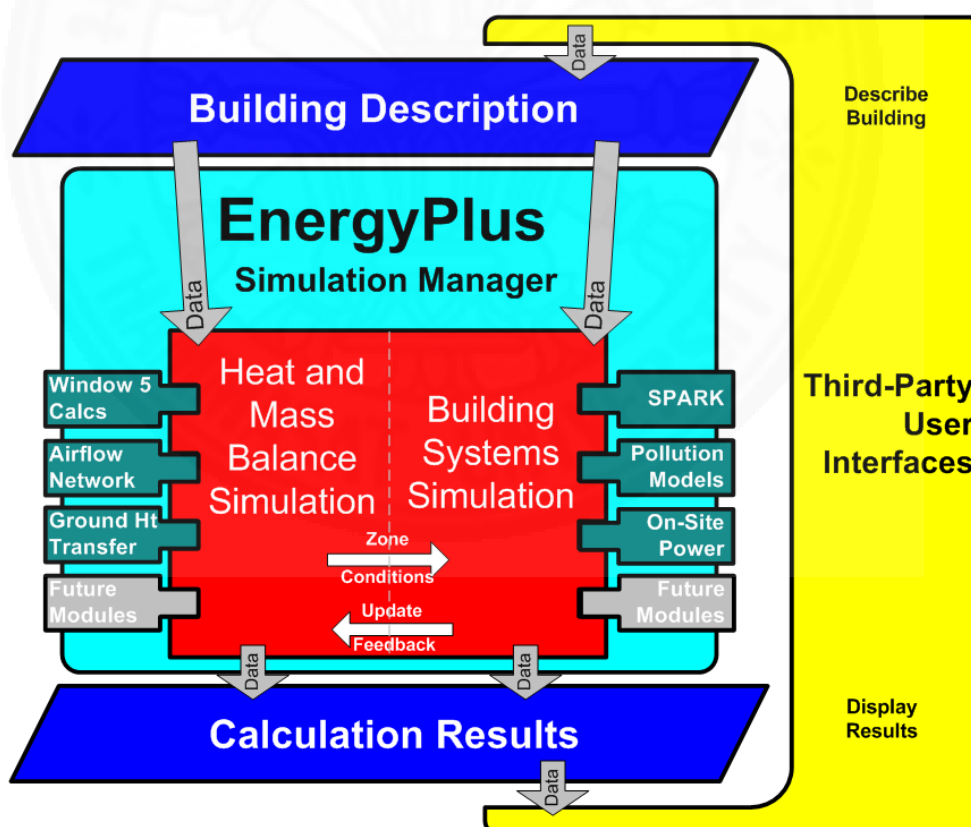 Data
Building Description
Describe
Building
EnergyPlus
Simulation Manager
Data
Data
Heat and
Mass
Balance
Simulation
Building
Systems
Simulation
Window 5
Calcs
Airflow
Network
Ground Ht
Transfer
Future
Modules
SPARK
Pollution
Models
On-Site
Power
Future
Modules
Zone
Conditions
Update
Feedback
Third-Party
User
Interfaces
Data
Data
Calculation Results
Display
Results
Data